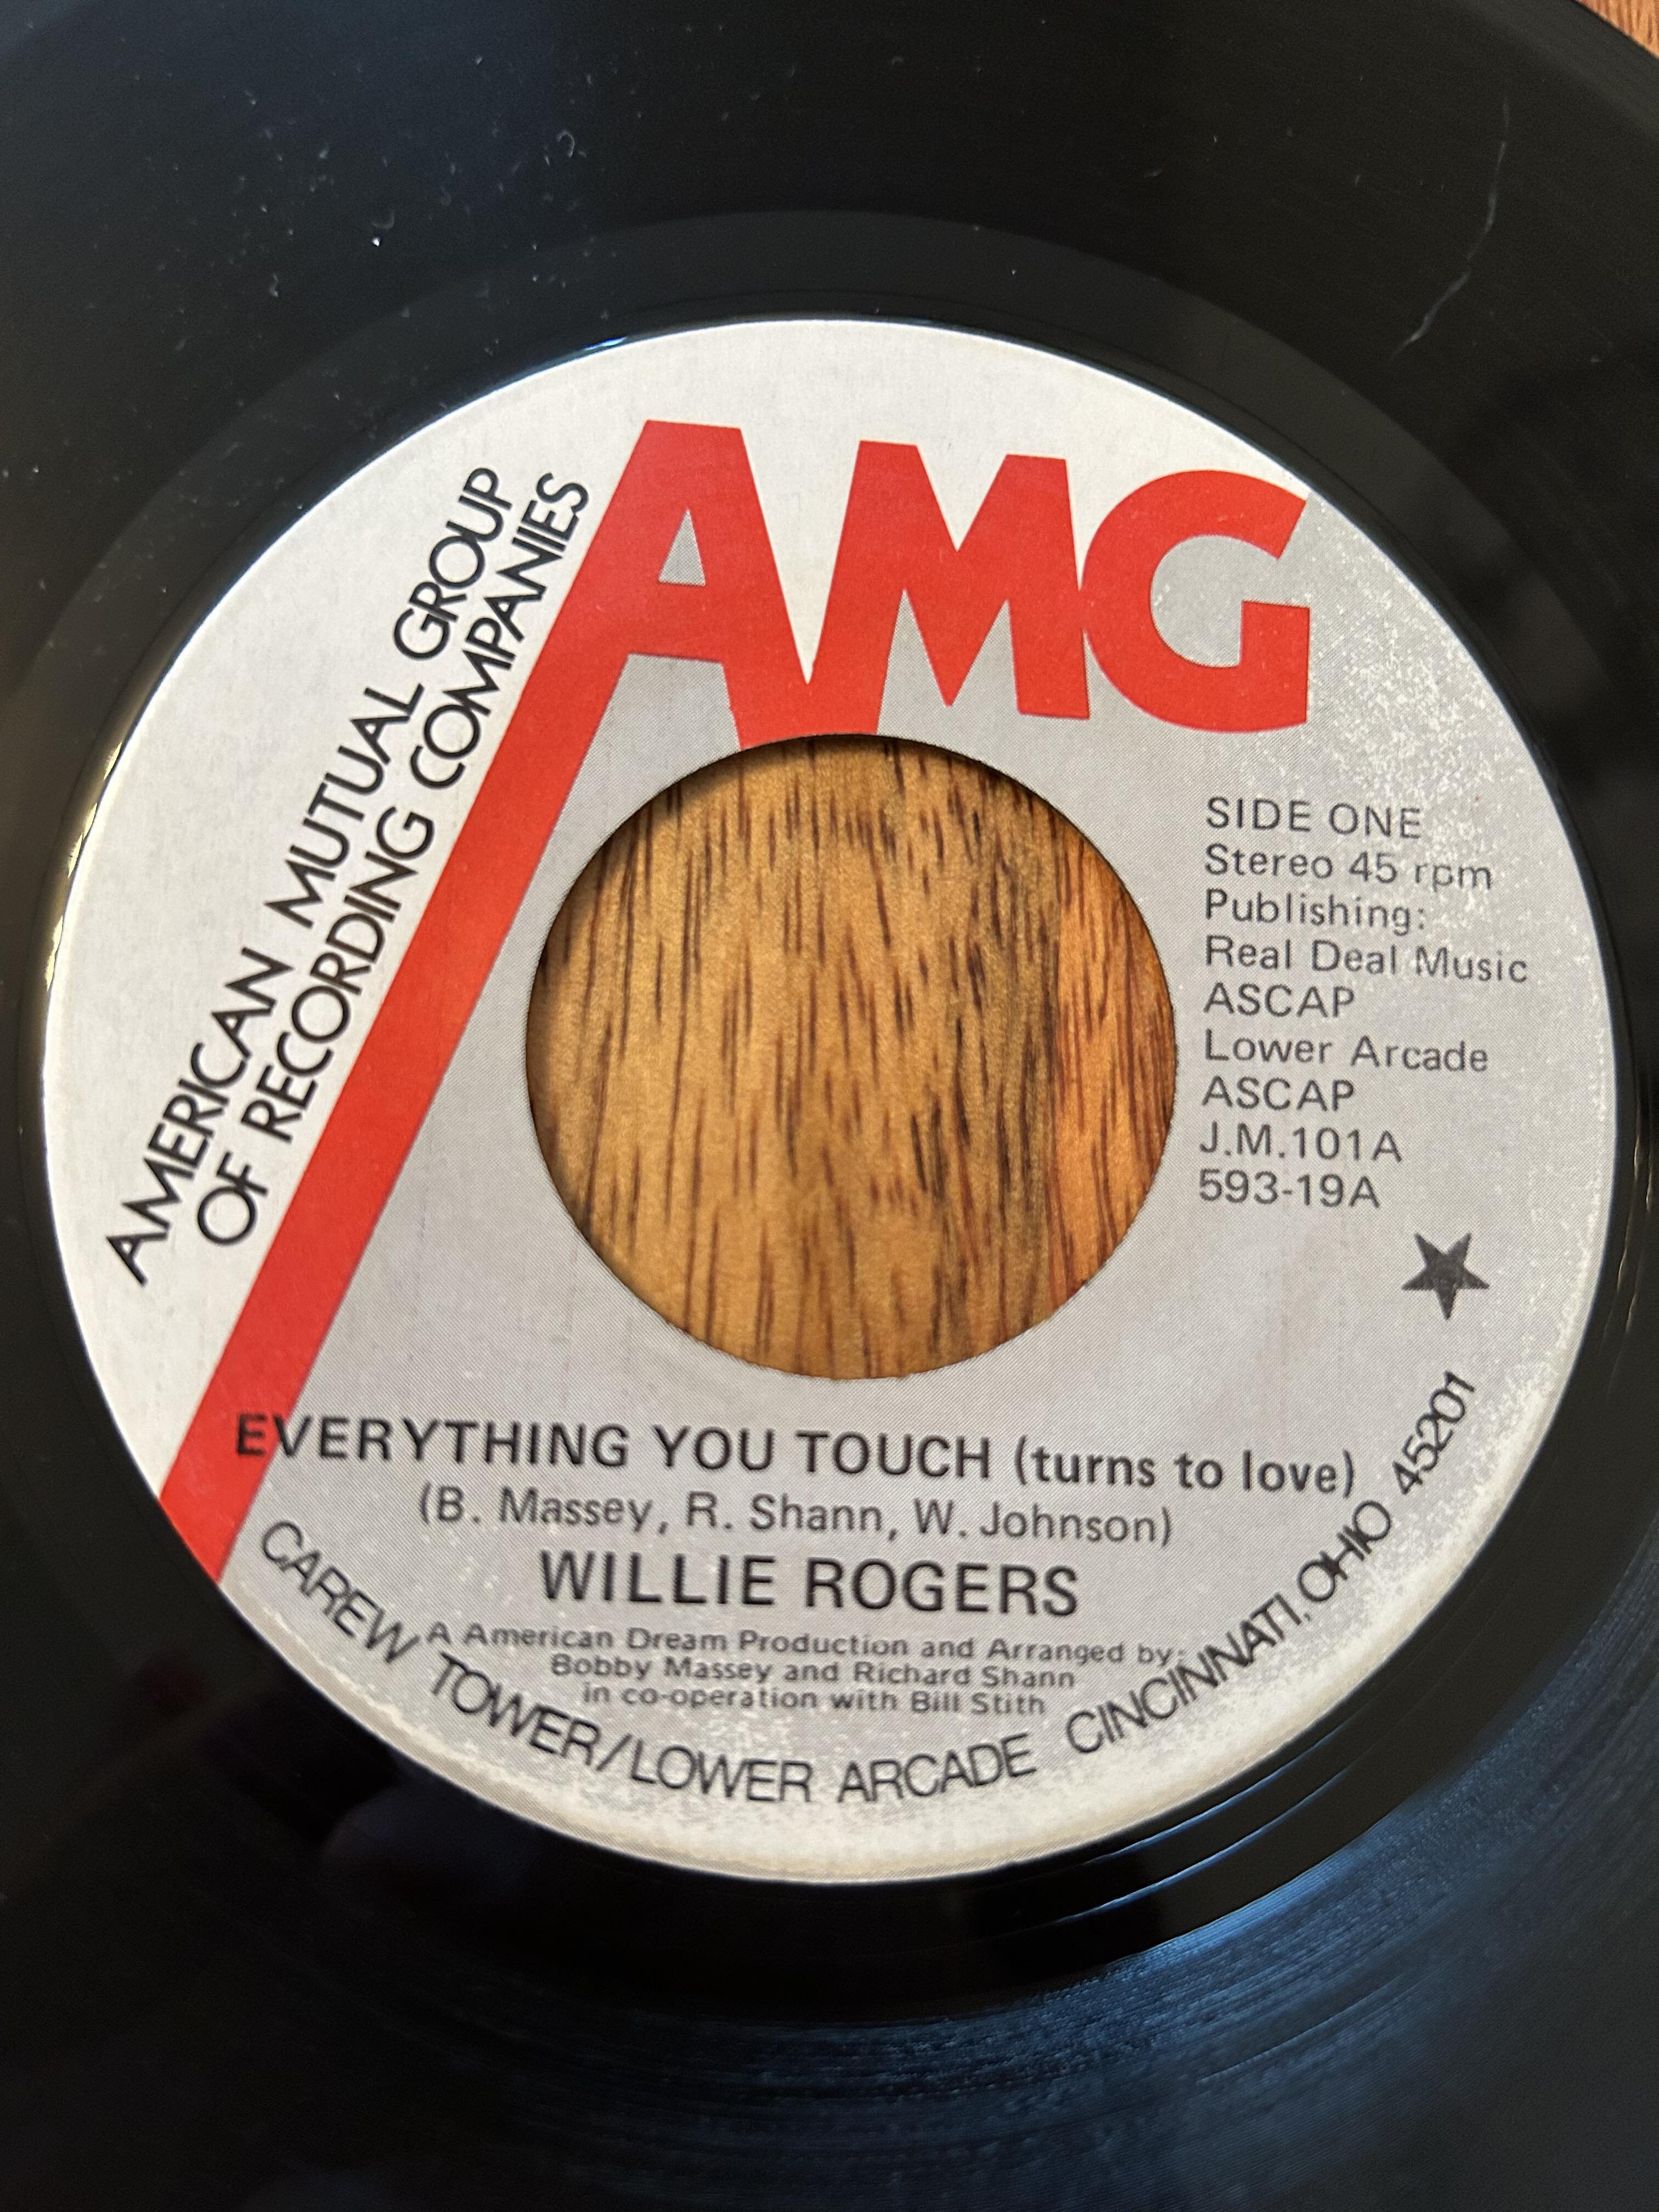 AMG
AMERICAN MUTUAL GROUP
OF RECORDING COMPANIES
SIDE ONE
Stereo 45 rpm
Publishing:
Real Deal Music
ASCAP
Lower Arcade
ASCAP
J.M.101A
593-19A
EVERYTHING YOU TOUCH (turns to love)
(B. Massey, R. Shann, W. Johnson)
WILLIE ROGERS
A American Dream Production and Arranged by:
Bobby Massey and Richard Shann
in co-operation with Bill Stith
CAREW TOWER/LOWER ARCADE CINCINNATI, OHIO 45201